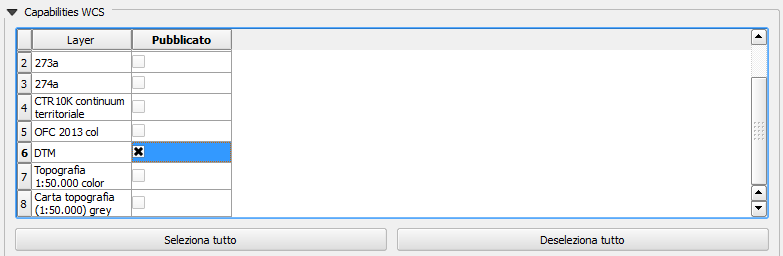 Capabilities WCS
Layer Pubblicato
2 273a
3 274a
4 CTR10K continuum
territoriale
5 OFC 2013 col
6 DTM
7 Topografia
1:50.000 color
8 Carta topografia
(1:50.000) grey
Seleziona tutto Deseleziona tutto